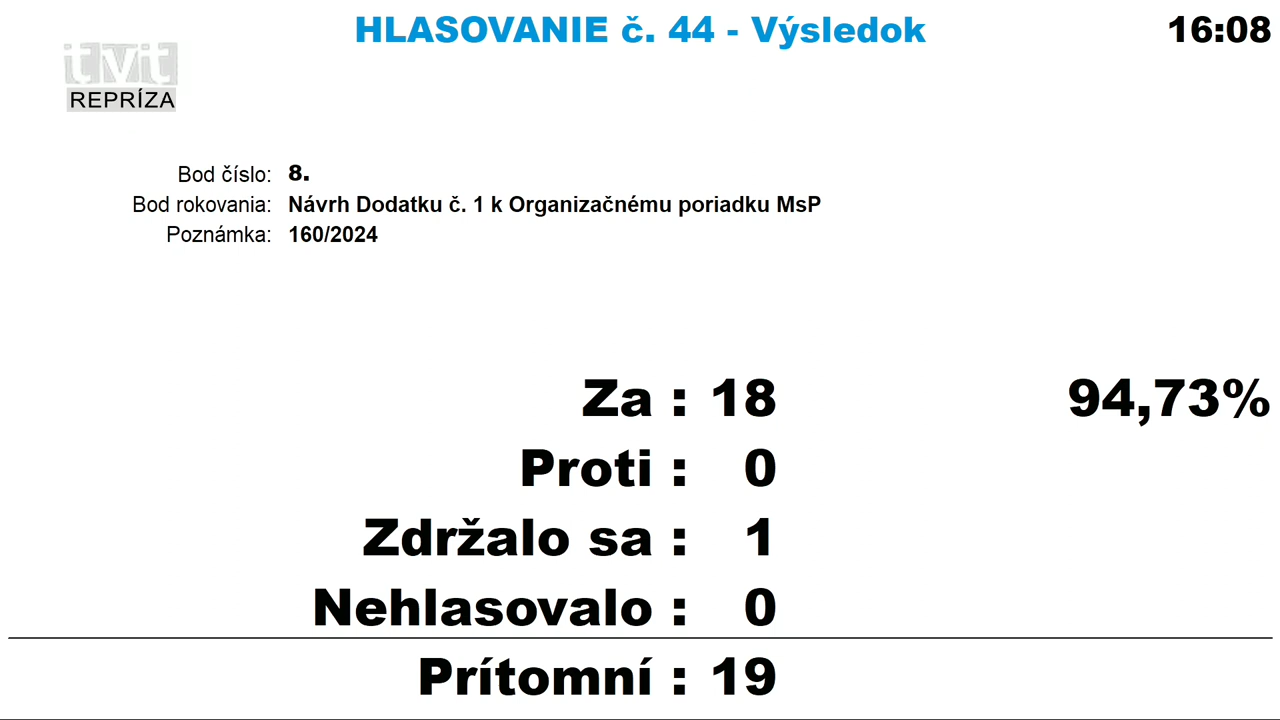 HLASOVANIE č. 44 - Výsledok
16:08
tvit
REPRÍZA
Bod číslo: 8.
Bod rokovania: Návrh Dodatku č. 1 k Organizačnému poriadku MsP
Poznámka: 160/2024
Za : 18 94,73%
Proti : 0
Zdržalo sa : 1
Nehlasovalo : 0
Prítomní : 19